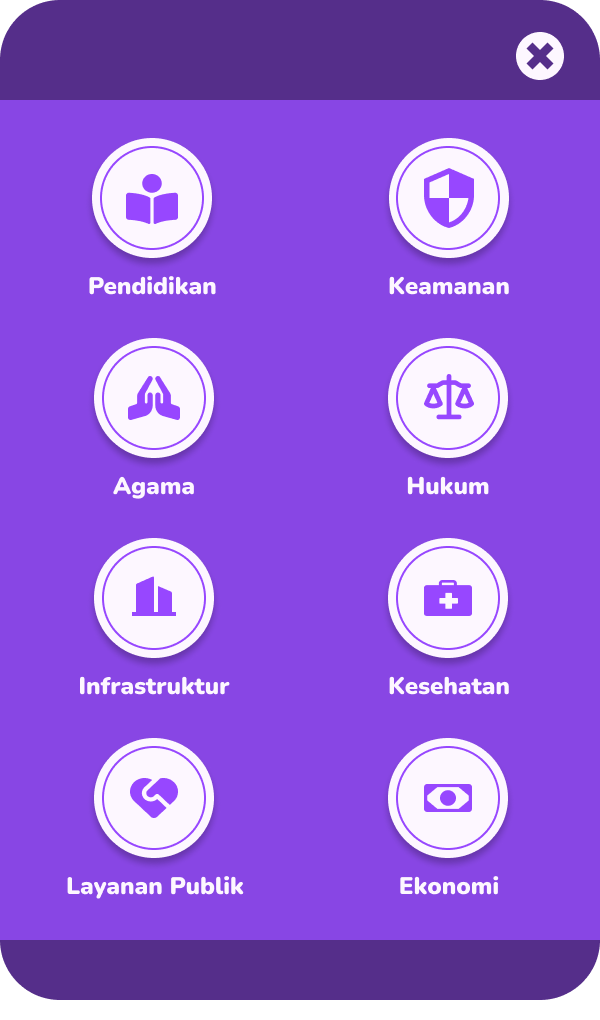 Pendidikan
Keamanan
Agama
Hukum
Infrastruktur
Kesehatan
Layanan Publik
Ekonomi